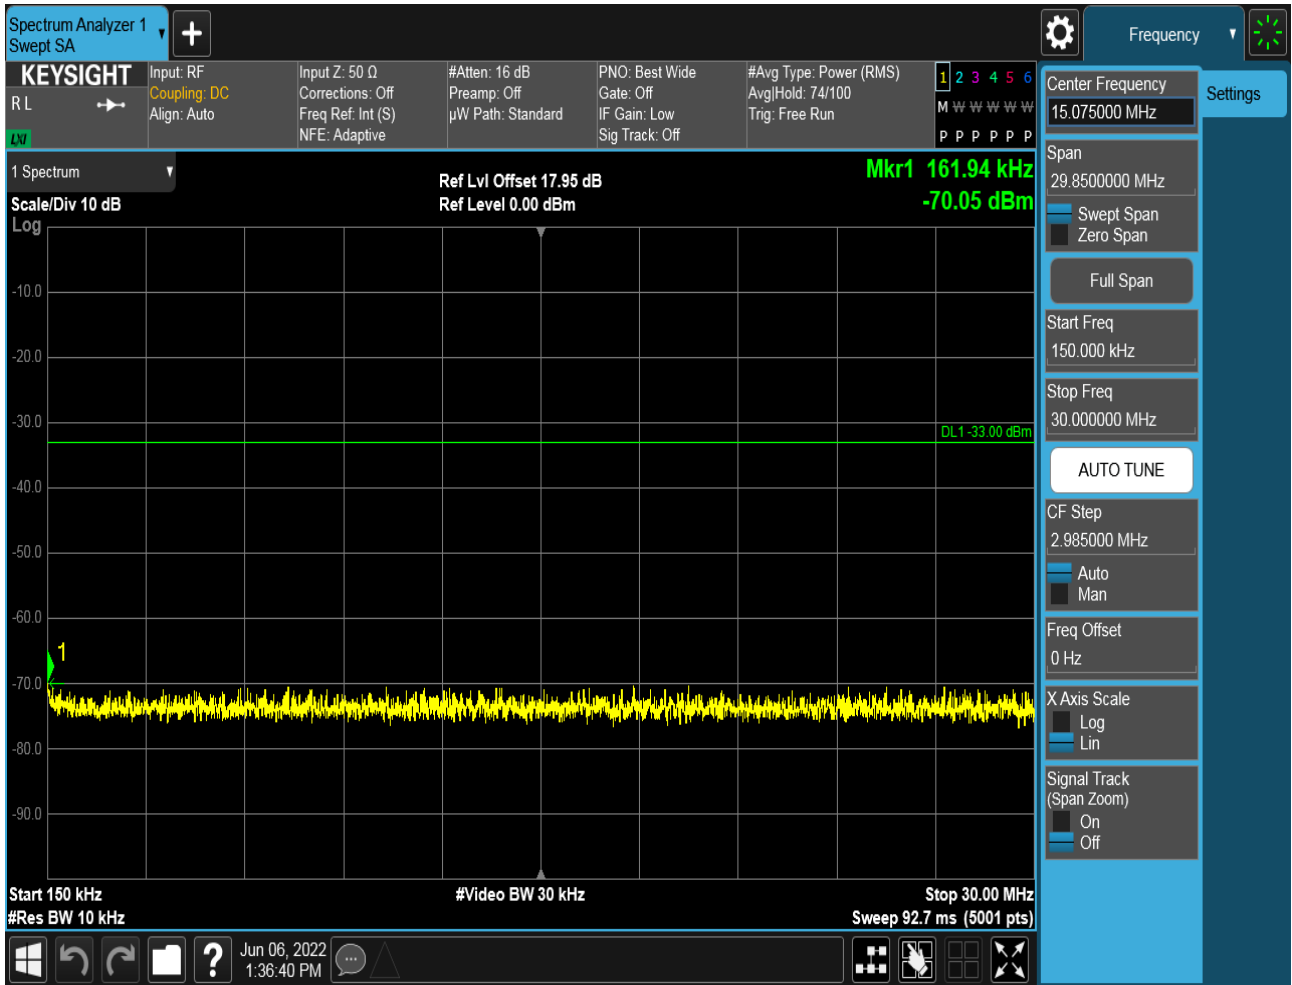 Spectrum Analyzer 1
Swept SA
Frequency
KEYSIGHT
R L
LXI
Input: RF
Coupling: DC
Align: Auto
Input Z: 50 Ω
Corrections: Off
Freq Ref: Int (S)
NFE: Adaptive
#Atten: 16 dB
Preamp: Off
µW Path: Standard
PNO: Best Wide
Gate: Off
IF Gain: Low
Sig Track: Off
#Avg Type: Power (RMS)
Avg|Hold: 74/100
Trig: Free Run
1 2 3 4 5 6
M W W W W W
P P P P P P
1 Spectrum
Scale/Div 10 dB
Log
Ref Lvl Offset 17.95 dB
Ref Level 0.00 dBm
Mkr1 161.94 kHz
-70.05 dBm
-10.0
-20.0
-30.0
DL1 -33.00 dBm
-40.0
-50.0
-60.0
1
-70.0
-80.0
-90.0
Start 150 kHz
#Video BW 30 kHz
Stop 30.00 MHz
#Res BW 10 kHz
Sweep 92.7 ms (5001 pts)
Center Frequency
15.075000 MHz
Settings
Span
29.8500000 MHz
Swept Span
Zero Span
Full Span
Start Freq
150.000 kHz
Stop Freq
30.000000 MHz
AUTO TUNE
CF Step
2.985000 MHz
Auto
Man
Freq Offset
0 Hz
X Axis Scale
Log
Lin
Signal Track
(Span Zoom)
On
Off
?
Jun 06, 2022
1:36:40 PM